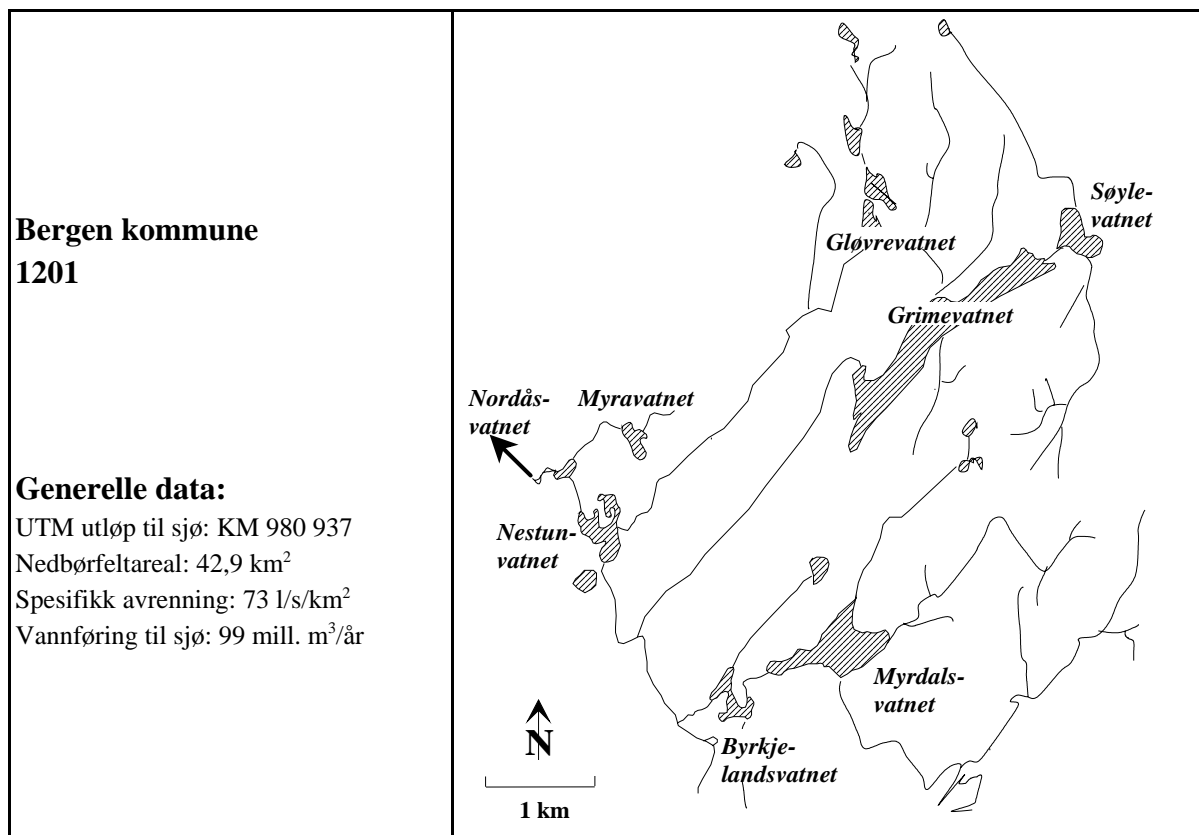 Bergen kommune
1201
Generelle data:
UTM utløp til sjø: KM 980 937
Nedbørfeltareal: 42,9 km²
Spesifikk avrenning: 73 l/s/km²
Vannføring til sjø: 99 mill. m³/år
Søyle-
vatnet
Gløvrevatnet
Grimevatnet
Nordås-
vatnet
Myravatnet
Nestun-
vatnet
Myrdals-
vatnet
Byrkje-
landsvatnet
N
1 km